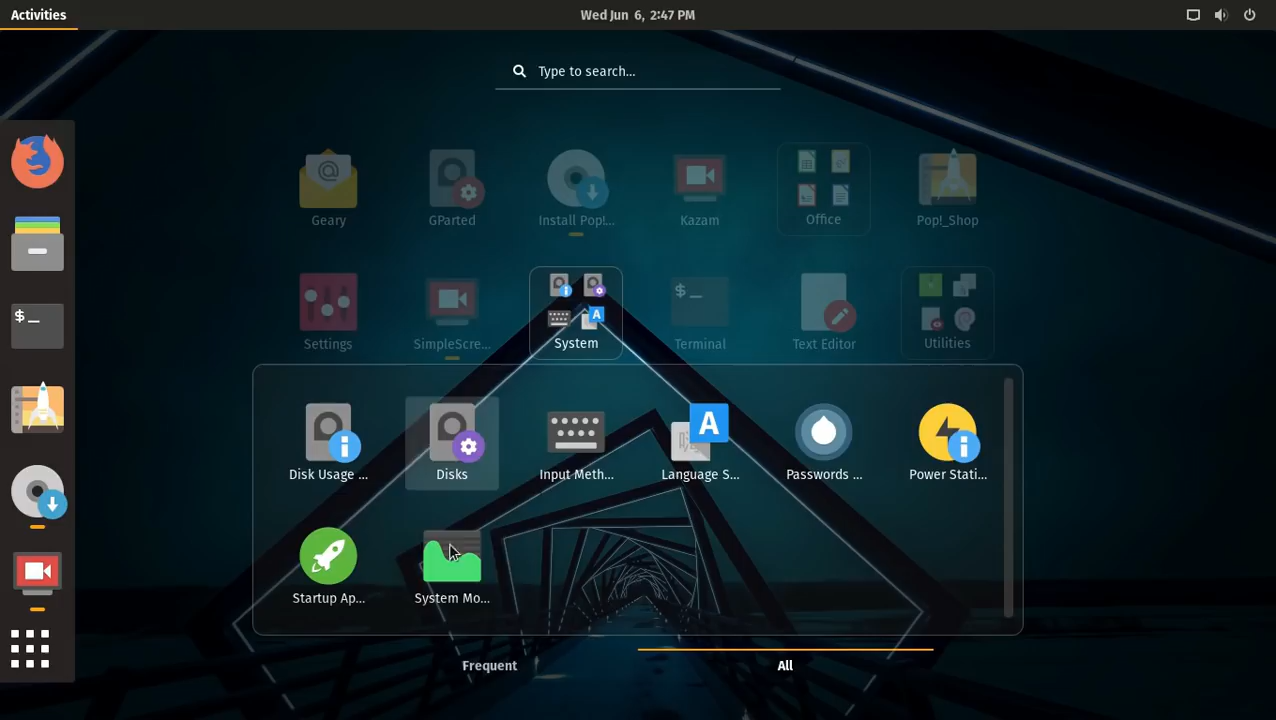 Activities
Wed Jun 6, 2:47 PM
Type to search...
Geary
GParted
Install Pop!...
Kazam
Office
Pop!_Shop
Settings
SimpleScre...
System
Terminal
Text Editor
Utilities
Disk Usage ...
Disks
Input Meth...
Language S...
Passwords ...
Power Stati...
Startup Ap...
System Mo...
Frequent
All